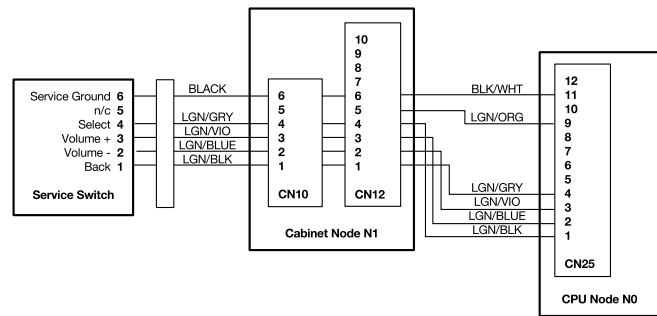 Service Ground 6
n/c 5
Select 4
Volume + 3
Volume - 2
Back 1
Service Switch
BLACK
LGN/GRY
LGN/VIO
LGN/BLUE
LGN/BLK
6
5
4
3
2
1
CN10
10
9
8
7
6
5
4
3
2
1
CN12
Cabinet Node N1
BLK/WHT
LGN/ORG
LGN/GRY
LGN/VIO
LGN/BLUE
LGN/BLK
12
11
10
9
8
7
6
5
4
3
2
1
CN25
CPU Node N0